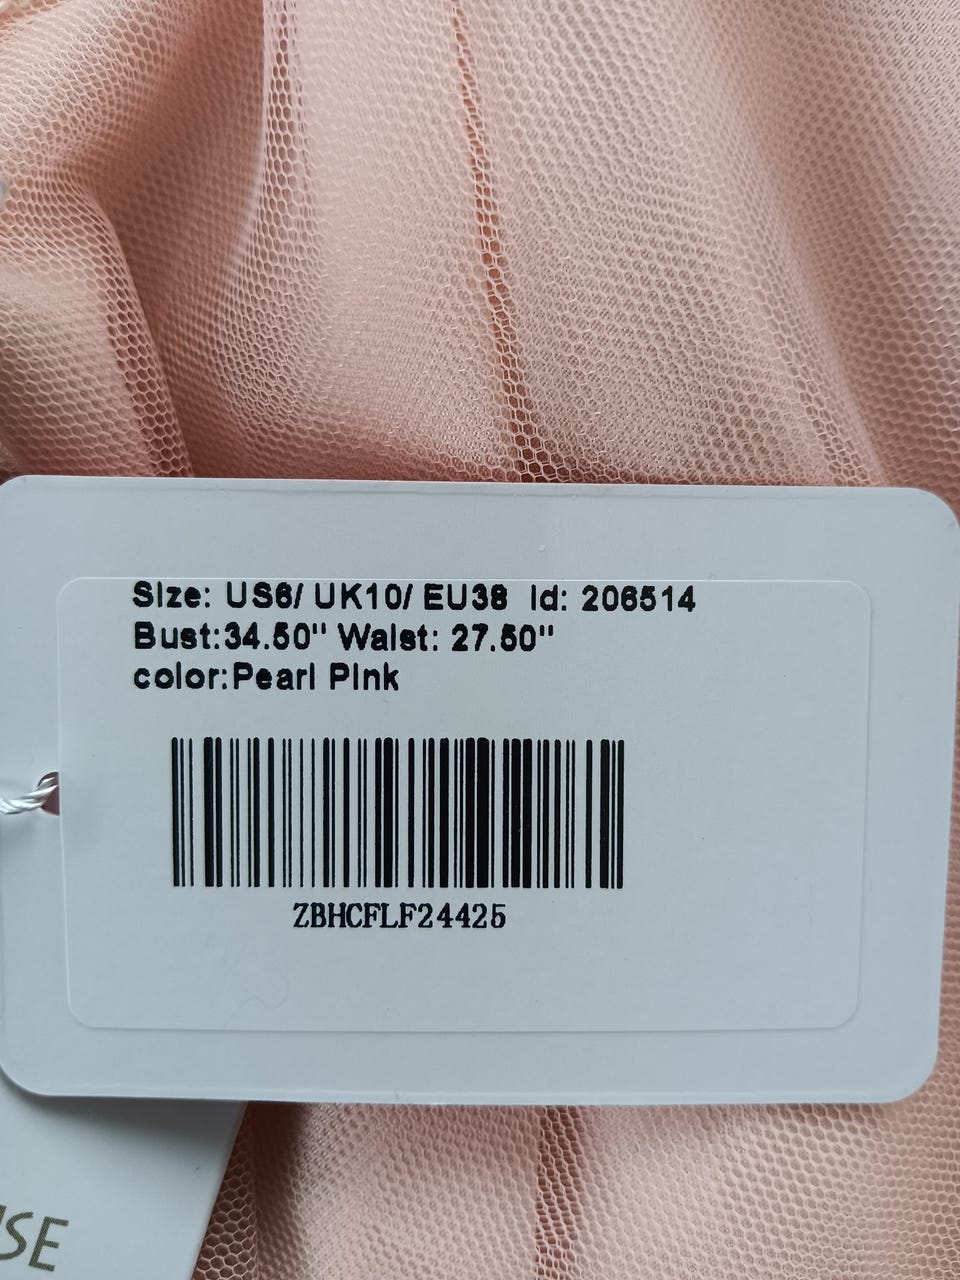 Size: US6/ UK10/ EU38 Id: 206514
Bust:34.50" Waist: 27.50"
color:Pearl Pink
ZBHCFLF24425